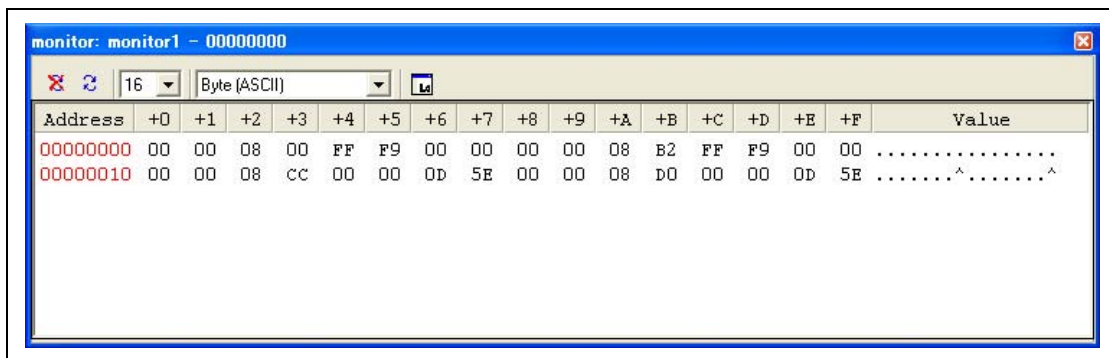 monitor: monitor1 - 00000000
16 Byte (ASCII)
Address +0 +1 +2 +3 +4 +5 +6 +7 +8 +9 +A +B +C +D +E +F Value
00000000 00 00 08 00 FF F9 00 00 00 00 08 B2 FF F9 00 00 ................
00000010 00 00 08 CC 00 00 0D 5E 00 00 08 D0 00 00 0D 5E .......^.......^